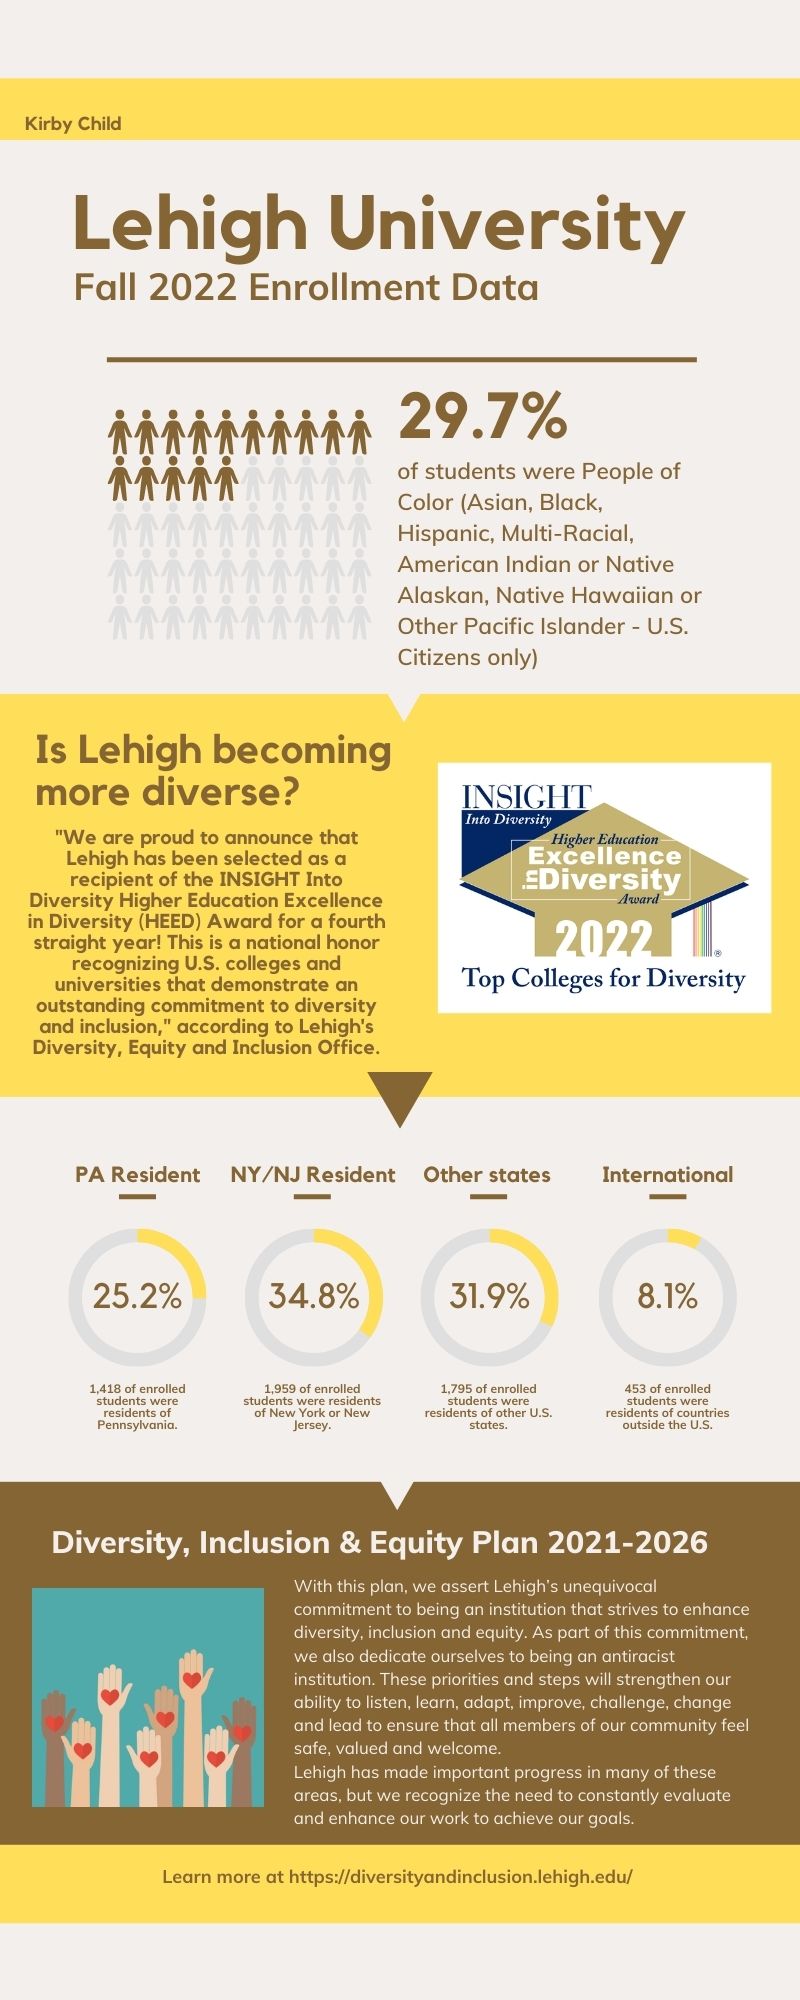 Kirby Child
Lehigh University
Fall 2022 Enrollment Data
29.7%
of students were People of
Color (Asian, Black,
Hispanic, Multi-Racial,
American Indian or Native
Alaskan, Native Hawaiian or
Other Pacific Islander - U.S.
Citizens only)
Is Lehigh becoming
more diverse?
"We are proud to announce that
Lehigh has been selected as a
recipient of the INSIGHT Into
Diversity Higher Education Excellence
in Diversity (HEED) Award for a fourth
straight year! This is a national honor
recognizing U.S. colleges and
universities that demonstrate an
outstanding commitment to diversity
and inclusion," according to Lehigh's
Diversity, Equity and Inclusion Office.
INSIGHT
Into Diversity
Higher Education
Excellence
in Diversity
Award
2022
®
Top Colleges for Diversity
PA Resident
25.2%
1,418 of enrolled
students were
residents of
Pennsylvania.
NY/NJ Resident
34.8%
1,959 of enrolled
students were residents
of New York or New
Jersey.
Other states
31.9%
1,795 of enrolled
students were
residents of other U.S.
states.
International
8.1%
453 of enrolled
students were
residents of countries
outside the U.S.
Diversity, Inclusion & Equity Plan 2021-2026
With this plan, we assert Lehigh’s unequivocal
commitment to being an institution that strives to enhance
diversity, inclusion and equity. As part of this commitment,
we also dedicate ourselves to being an antiracist
institution. These priorities and steps will strengthen our
ability to listen, learn, adapt, improve, challenge, change
and lead to ensure that all members of our community feel
safe, valued and welcome.
Lehigh has made important progress in many of these
areas, but we recognize the need to constantly evaluate
and enhance our work to achieve our goals.
Learn more at https://diversityandinclusion.lehigh.edu/